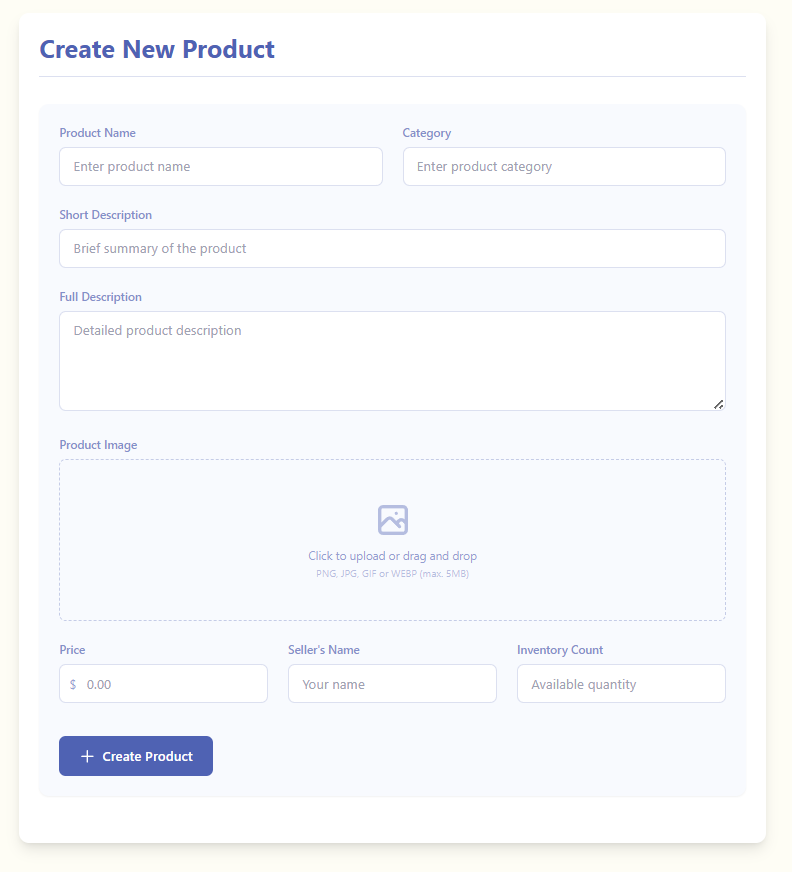 Create New Product
Product Name
Category
Enter product name
Enter product category
Short Description
Brief summary of the product
Full Description
Detailed product description
Product Image
Click to upload or drag and drop
PNG, JPG, GIF or WEBP (max. 5MB)
Price
Seller's Name
Inventory Count
$ 0.00
Your name
Available quantity
Create Product